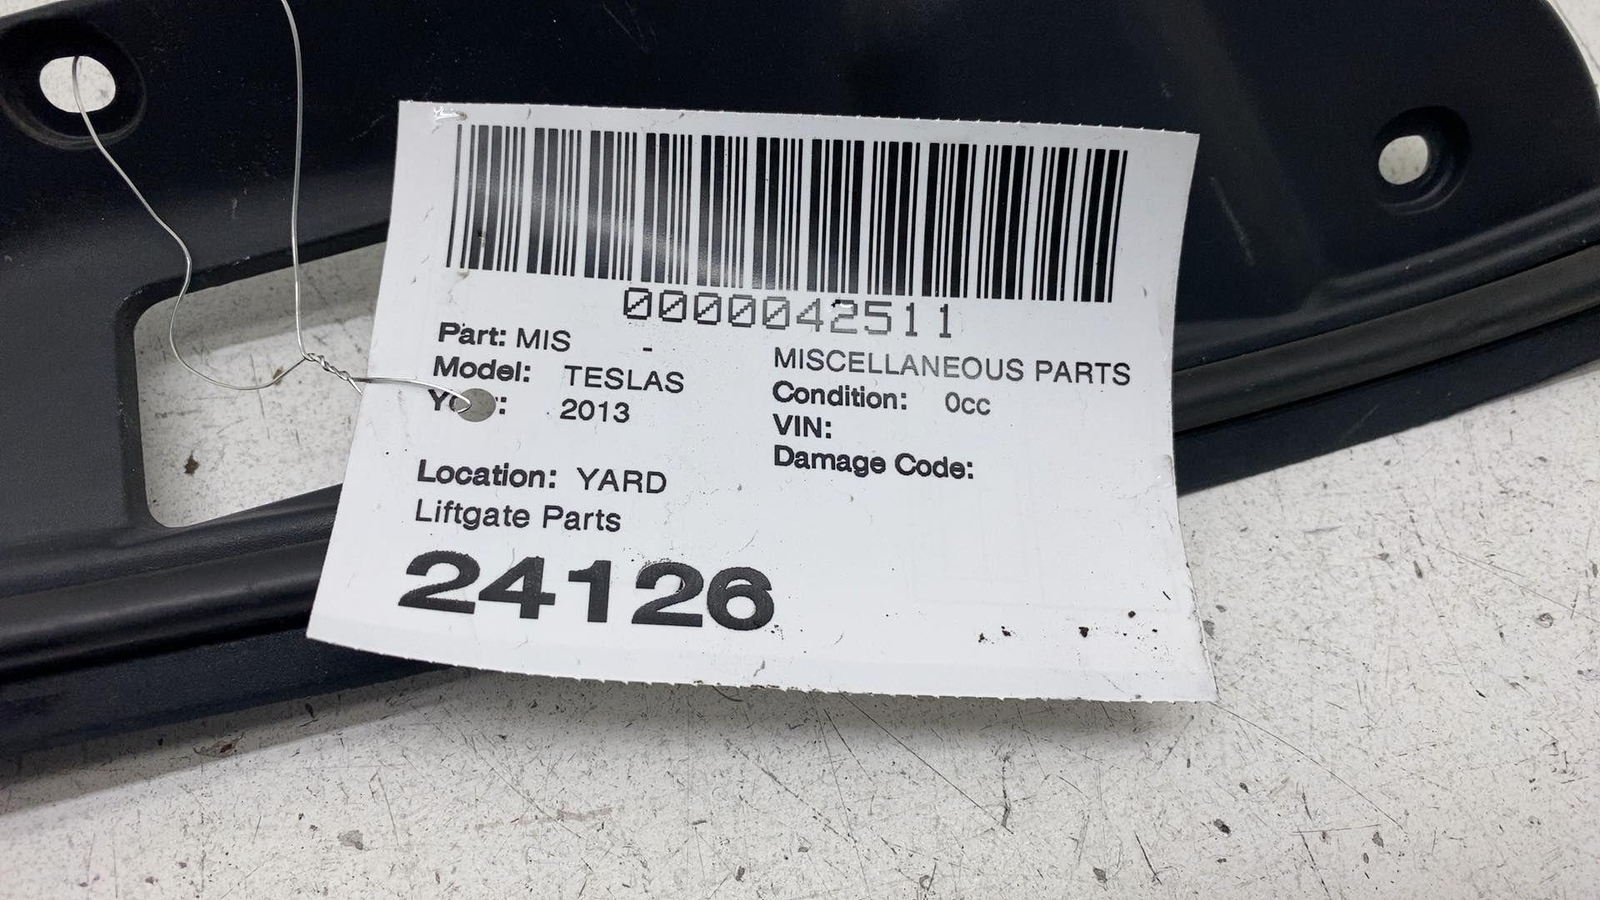 0000042511
Part: MIS - MISCELLANEOUS PARTS
Model: TESLAS Condition: 0cc
2013 VIN:
Damage Code:
Location: YARD
Liftgate Parts
24126